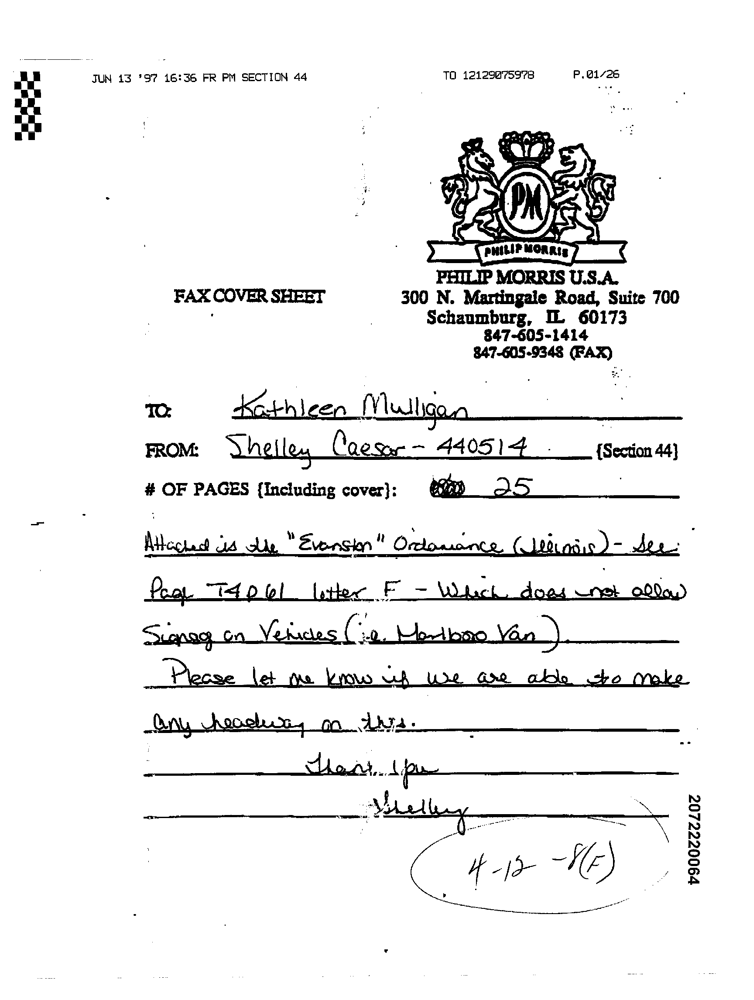 JUN 13 '97 16:36 FR PM SECTION 44 TO 12129075978 P.01/26
PM
PHILIP MORRIS
PHILIP MORRIS U.S.A.
FAX COVER SHEET
300 N. Martingale Road, Suite 700
Schaumburg, IL 60173
847-605-1414
847-605-9348 (FAX)
TO: Kathleen Mulligan
FROM: Shelley Caesar - 440514 {Section 44}
# OF PAGES {Including cover}: 25
Attached is the "Evanston" Ordaniance (Illinois) - See
Page T4P61 letter F - Which does not allow
Signag on Vehicles (i.e. Marlboro Van).
Please let me know if we are able to make
any headway on this.
Thank you
Shelley
4-12-8(F)
2072220064